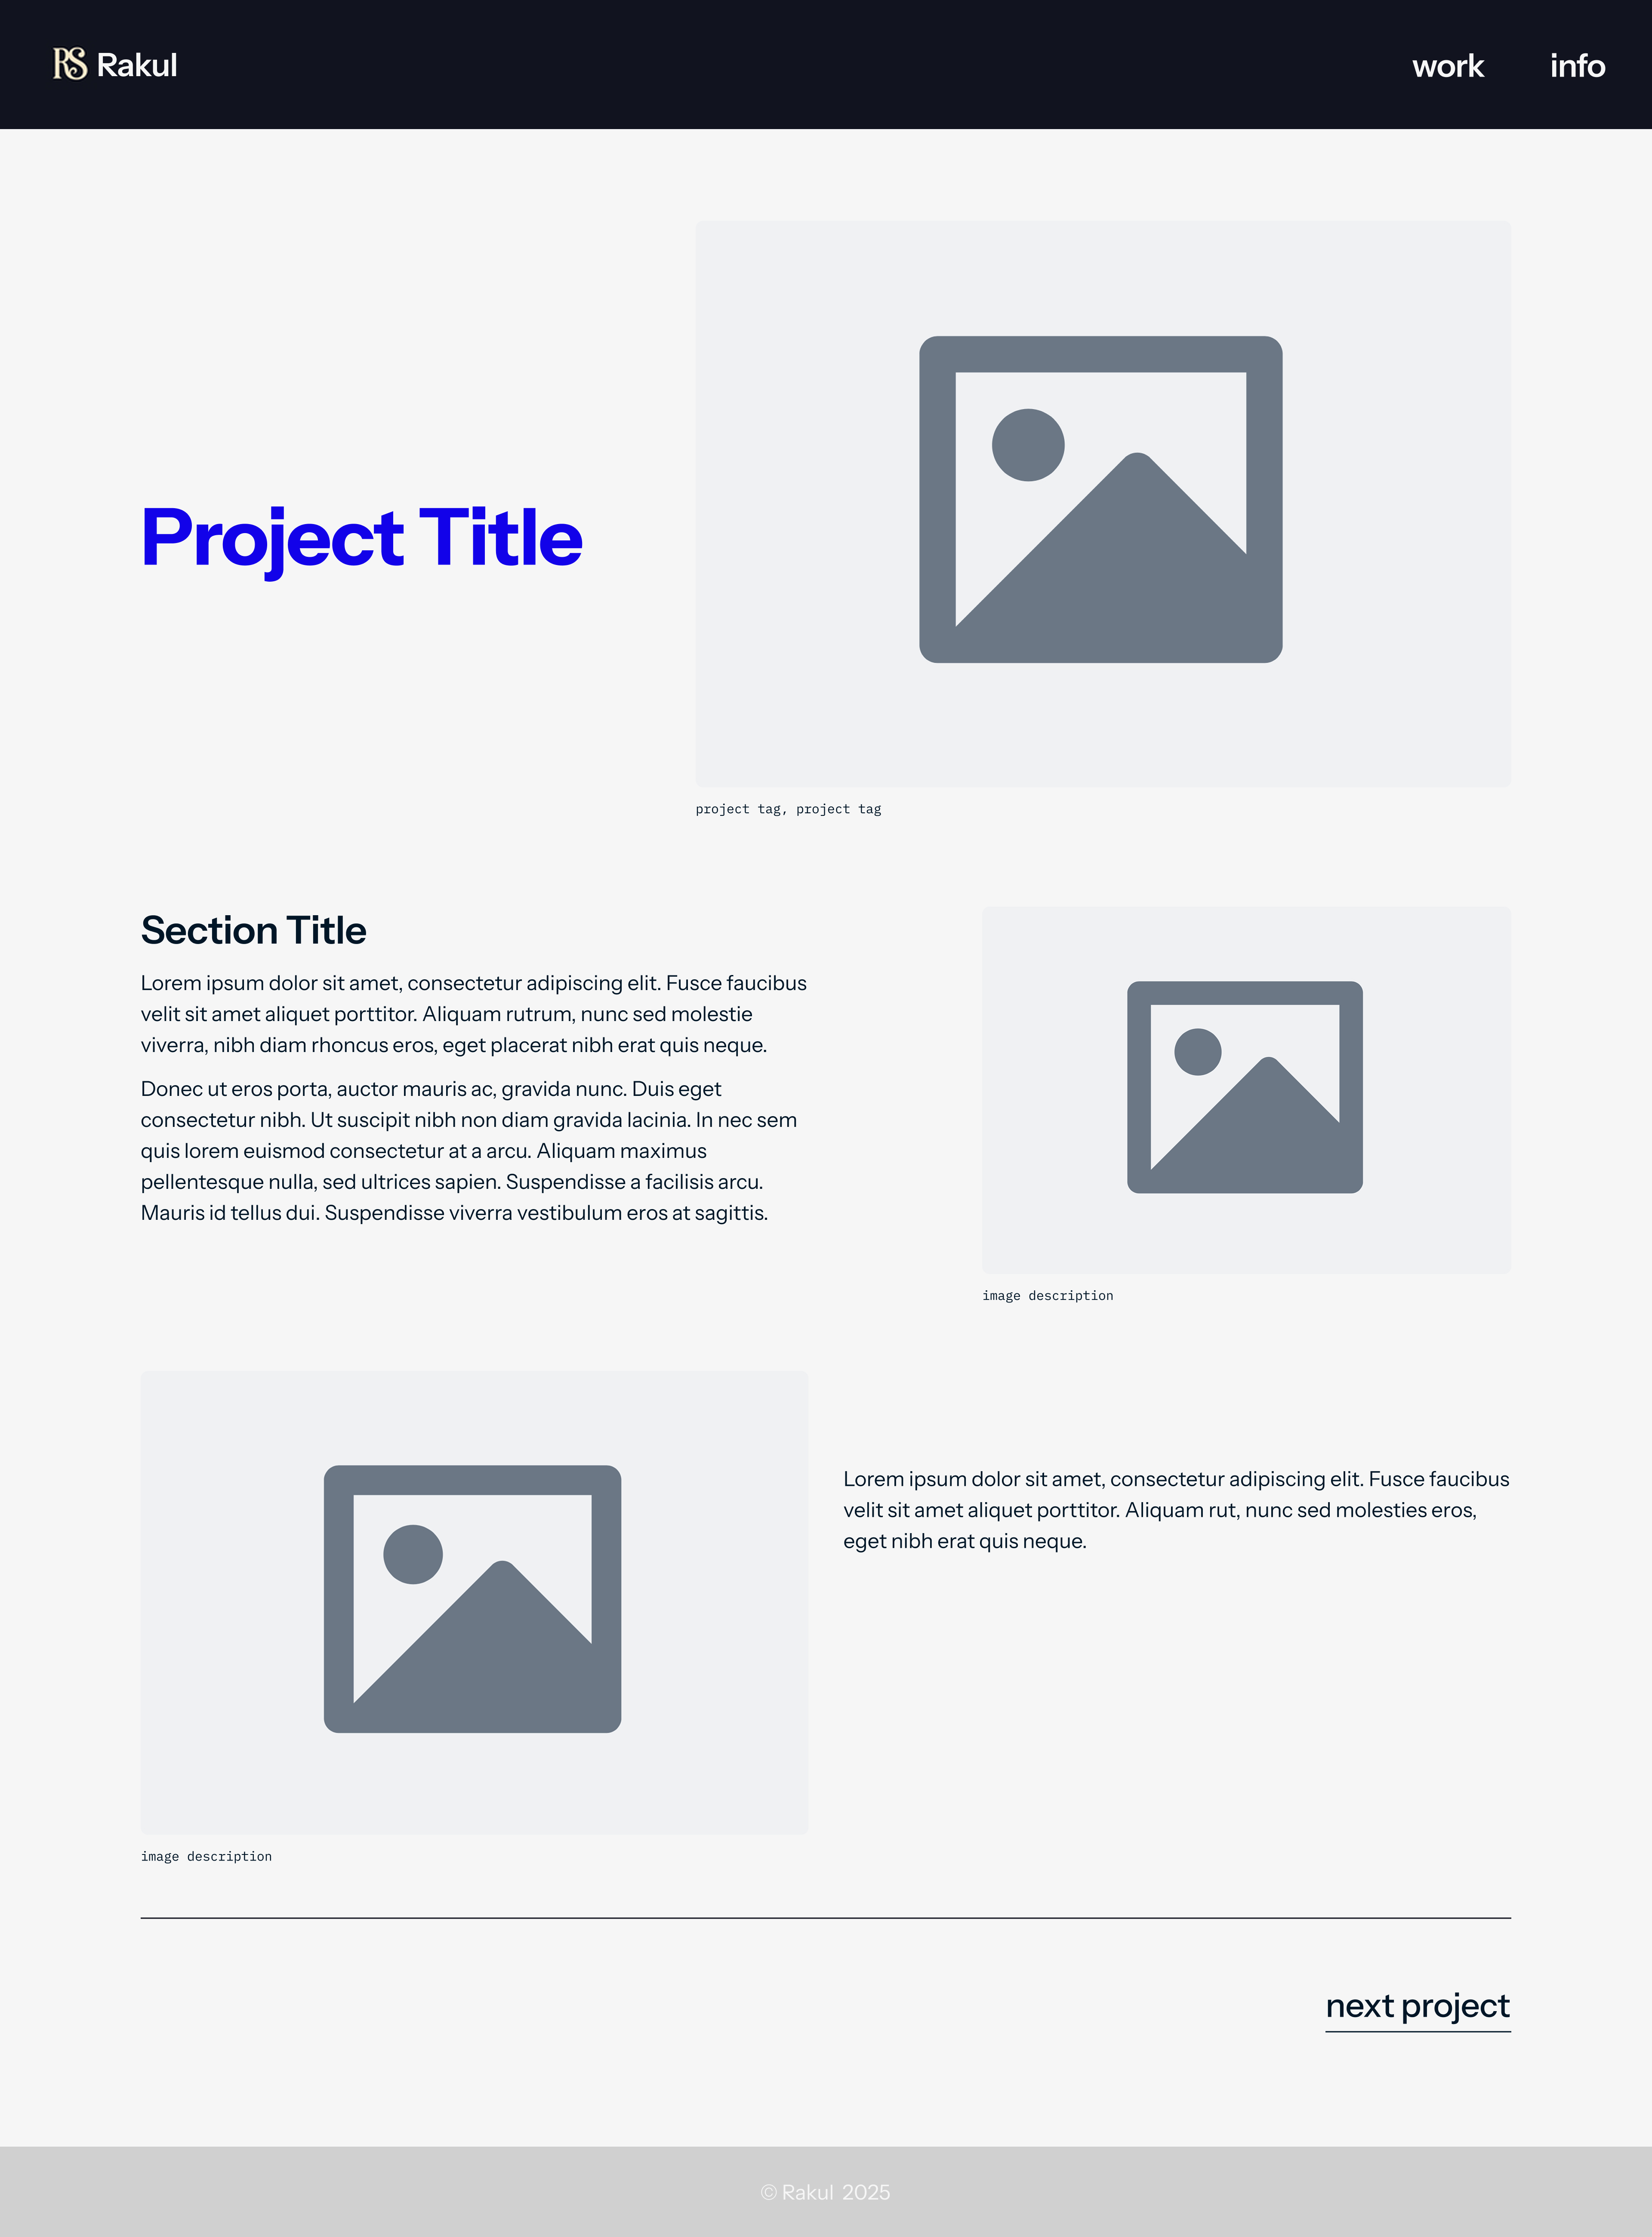 RS Rakul
work
info
Project Title
project tag, project tag
Section Title
Lorem ipsum dolor sit amet, consectetur adipiscing elit. Fusce faucibus
velit sit amet aliquet porttitor. Aliquam rutrum, nunc sed molestie
viverra, nibh diam rhoncus eros, eget placerat nibh erat quis neque.
Donec ut eros porta, auctor mauris ac, gravida nunc. Duis eget
consectetur nibh. Ut suscipit nibh non diam gravida lacinia. In nec sem
quis lorem euismod consectetur at a arcu. Aliquam maximus
pellentesque nulla, sed ultrices sapien. Suspendisse a facilisis arcu.
Mauris id tellus dui. Suspendisse viverra vestibulum eros at sagittis.
image description
Lorem ipsum dolor sit amet, consectetur adipiscing elit. Fusce faucibus
velit sit amet aliquet porttitor. Aliquam rut, nunc sed molesties eros,
eget nibh erat quis neque.
image description
next project
© Rakul 2025